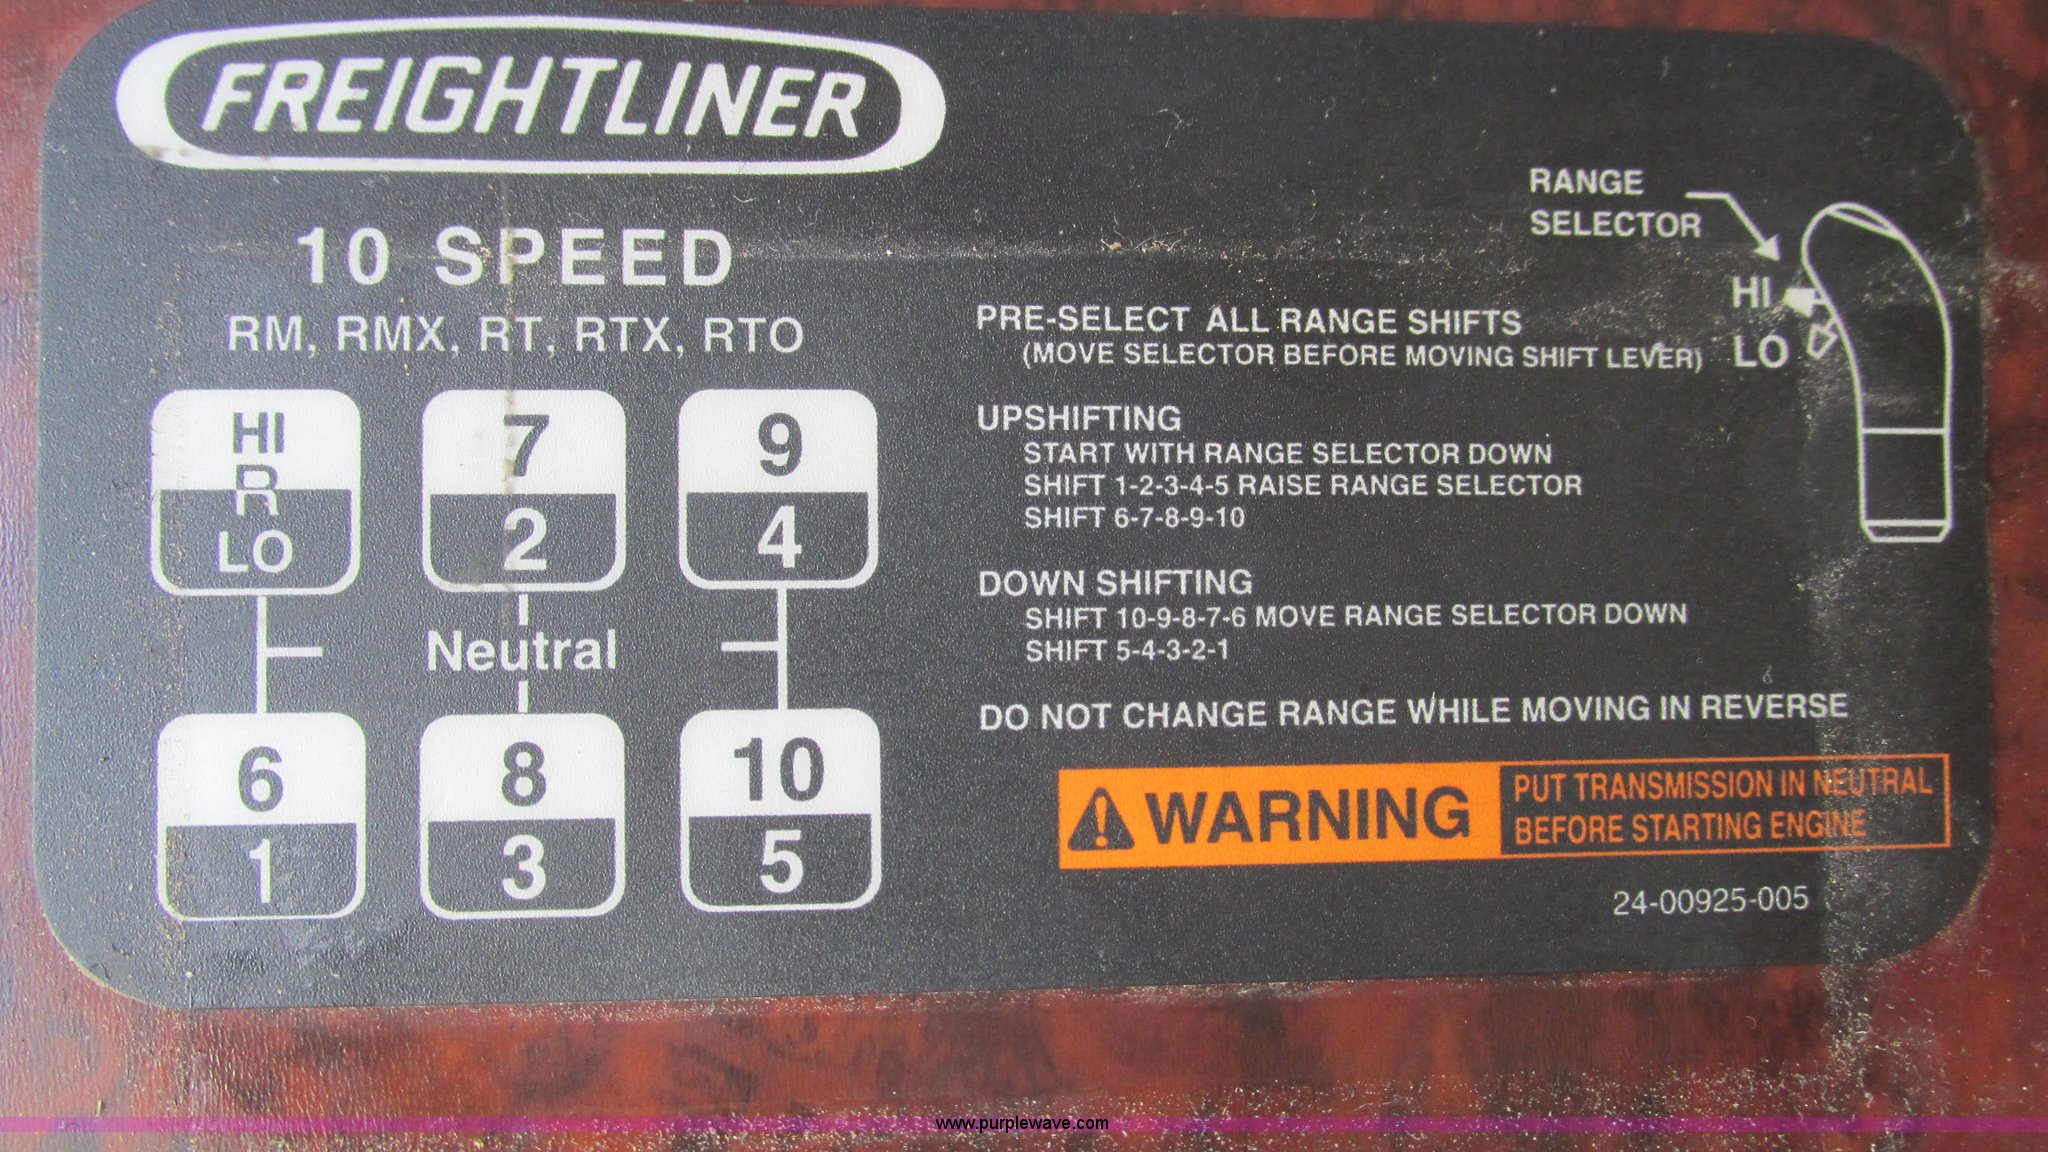 FREIGHTLINER
10 SPEED
RM, RMX, RT, RTX, RTO
HI
R
LO
7
2
9
4
Neutral
6
1
8
3
10
5
RANGE
SELECTOR
HI
LO
PRE-SELECT ALL RANGE SHIFTS
(MOVE SELECTOR BEFORE MOVING SHIFT LEVER)
UPSHIFTING
START WITH RANGE SELECTOR DOWN
SHIFT 1-2-3-4-5 RAISE RANGE SELECTOR
SHIFT 6-7-8-9-10
DOWN SHIFTING
SHIFT 10-9-8-7-6 MOVE RANGE SELECTOR DOWN
SHIFT 5-4-3-2-1
DO NOT CHANGE RANGE WHILE MOVING IN REVERSE
WARNING
PUT TRANSMISSION IN NEUTRAL
BEFORE STARTING ENGINE
24-00925-005
www.purplewave.com